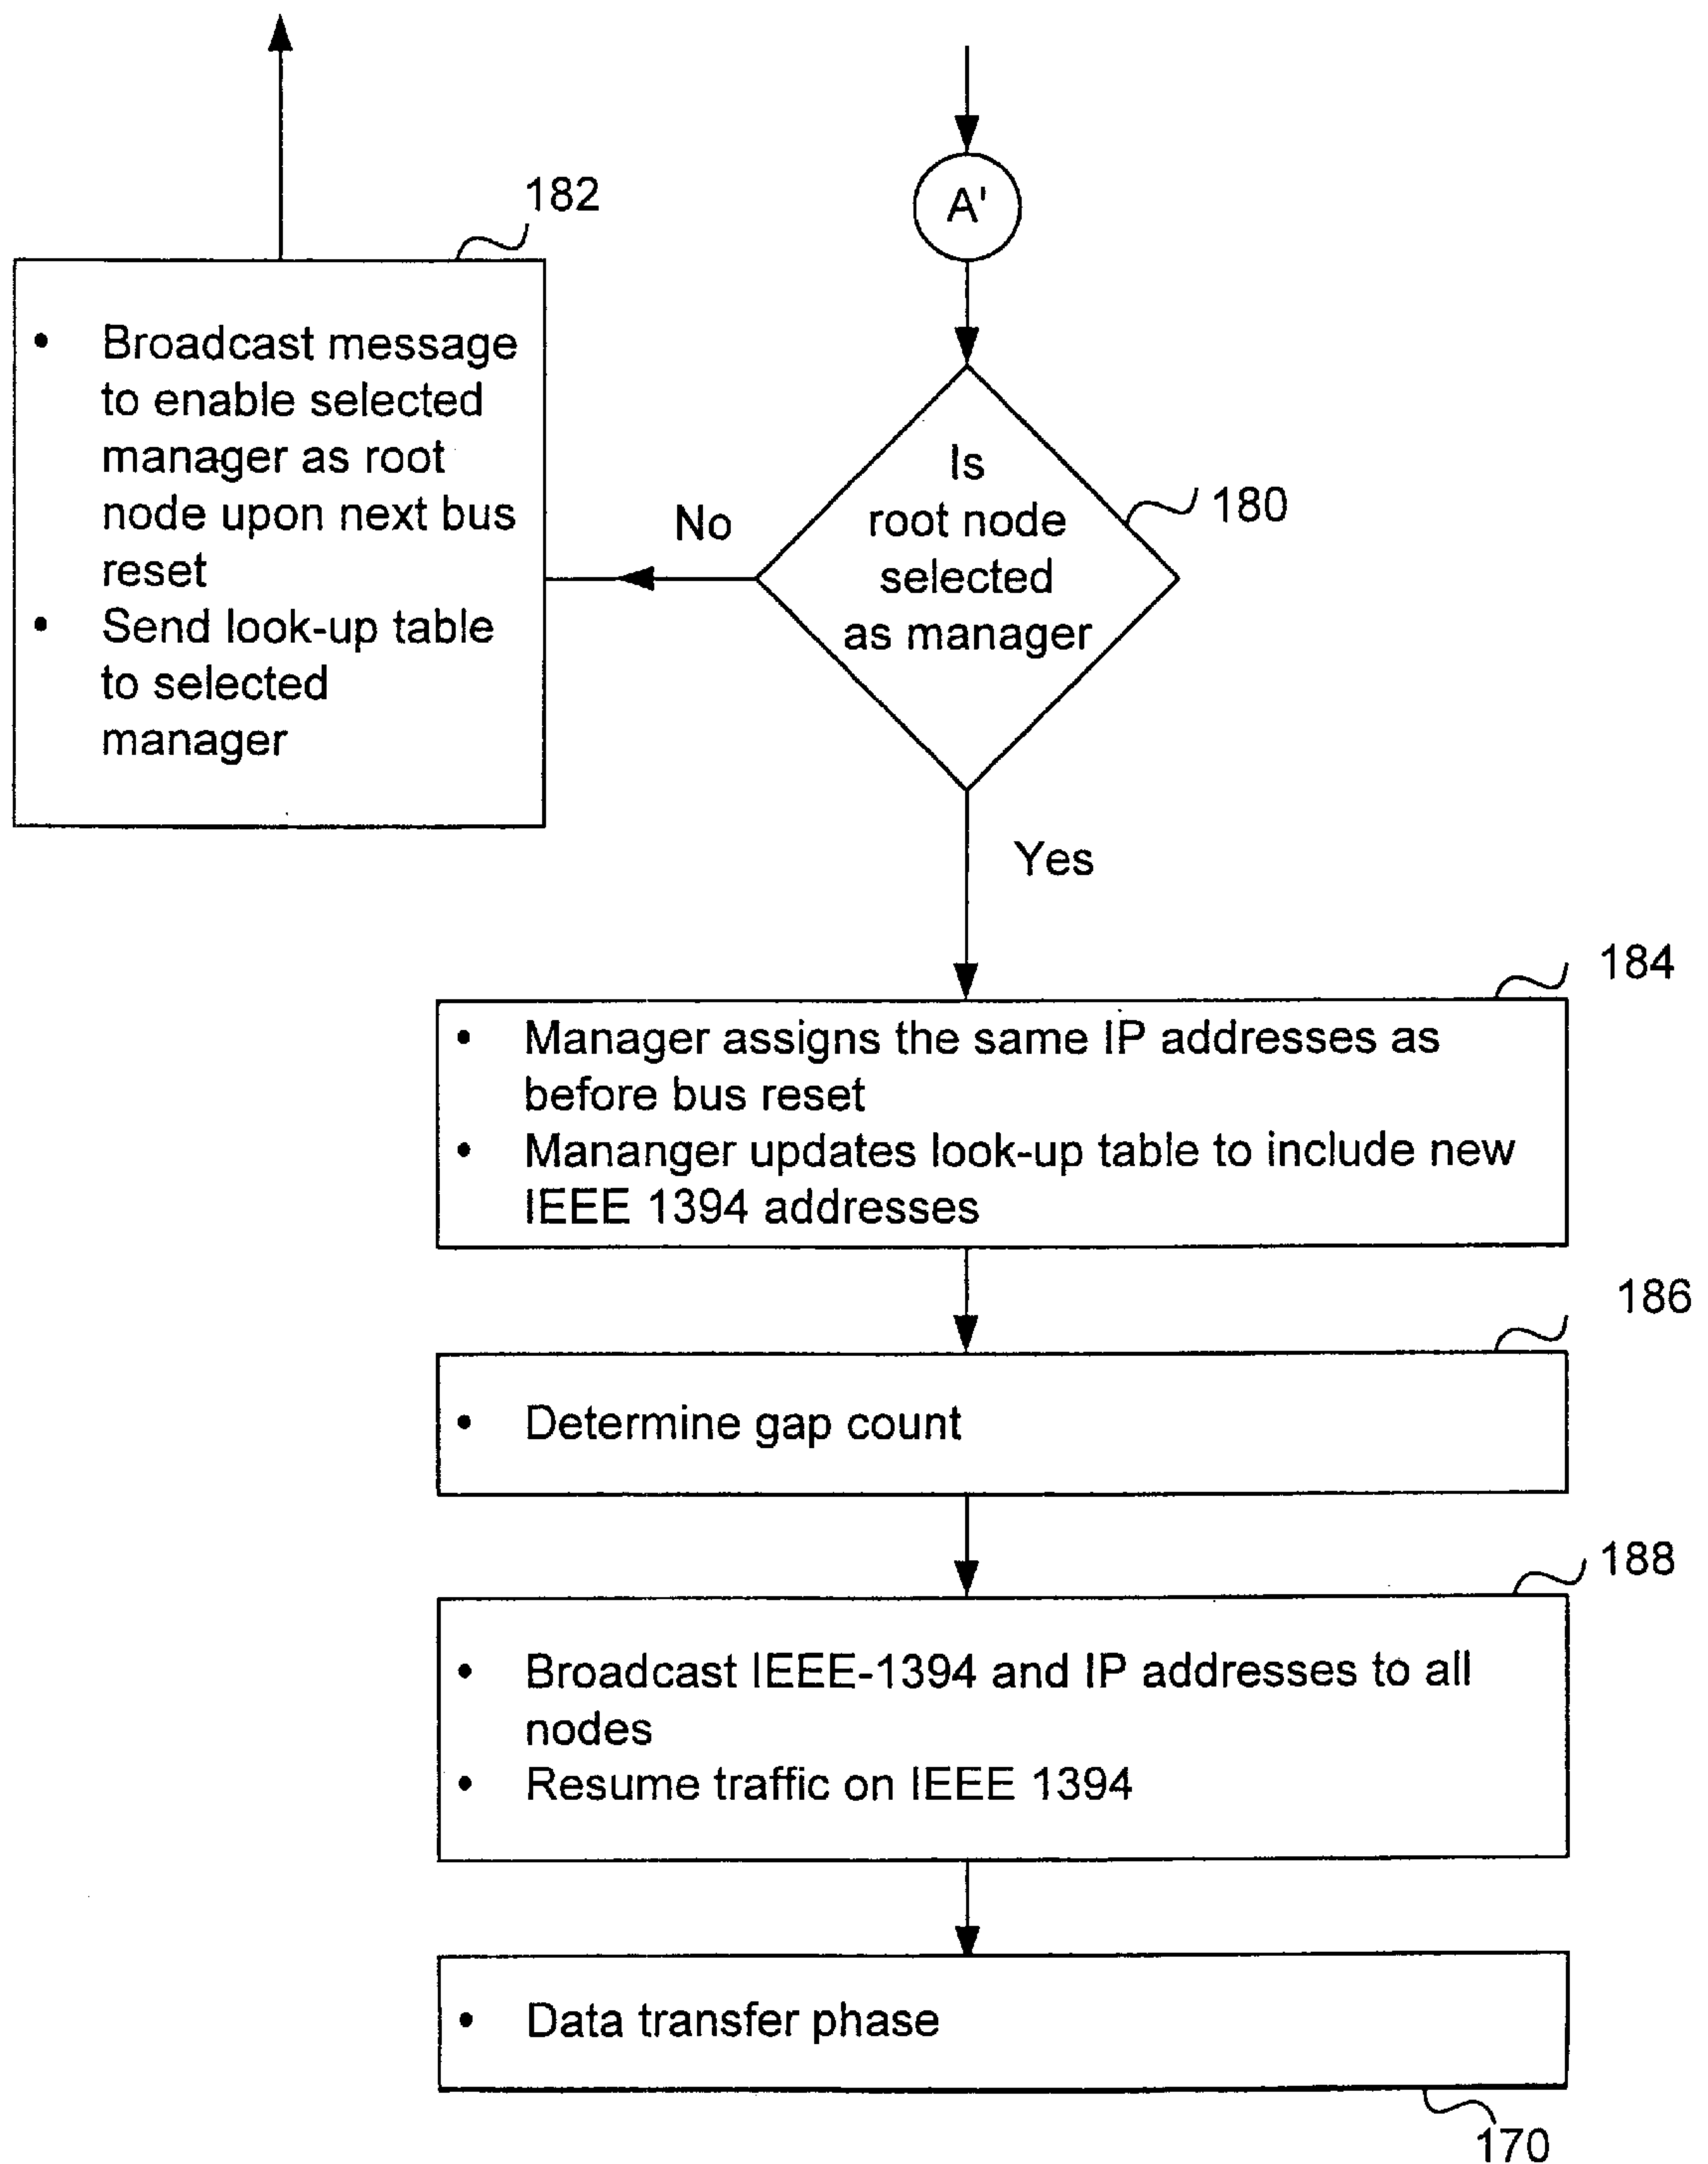 A'
182
• Broadcast message
to enable selected
manager as root
node upon next bus
reset
• Send look-up table
to selected
manager
No
Is
root node
selected
as manager
180
Yes
184
• Manager assigns the same IP addresses as
before bus reset
• Mananger updates look-up table to include new
IEEE 1394 addresses
186
• Determine gap count
188
• Broadcast IEEE-1394 and IP addresses to all
nodes
• Resume traffic on IEEE 1394
• Data transfer phase
170